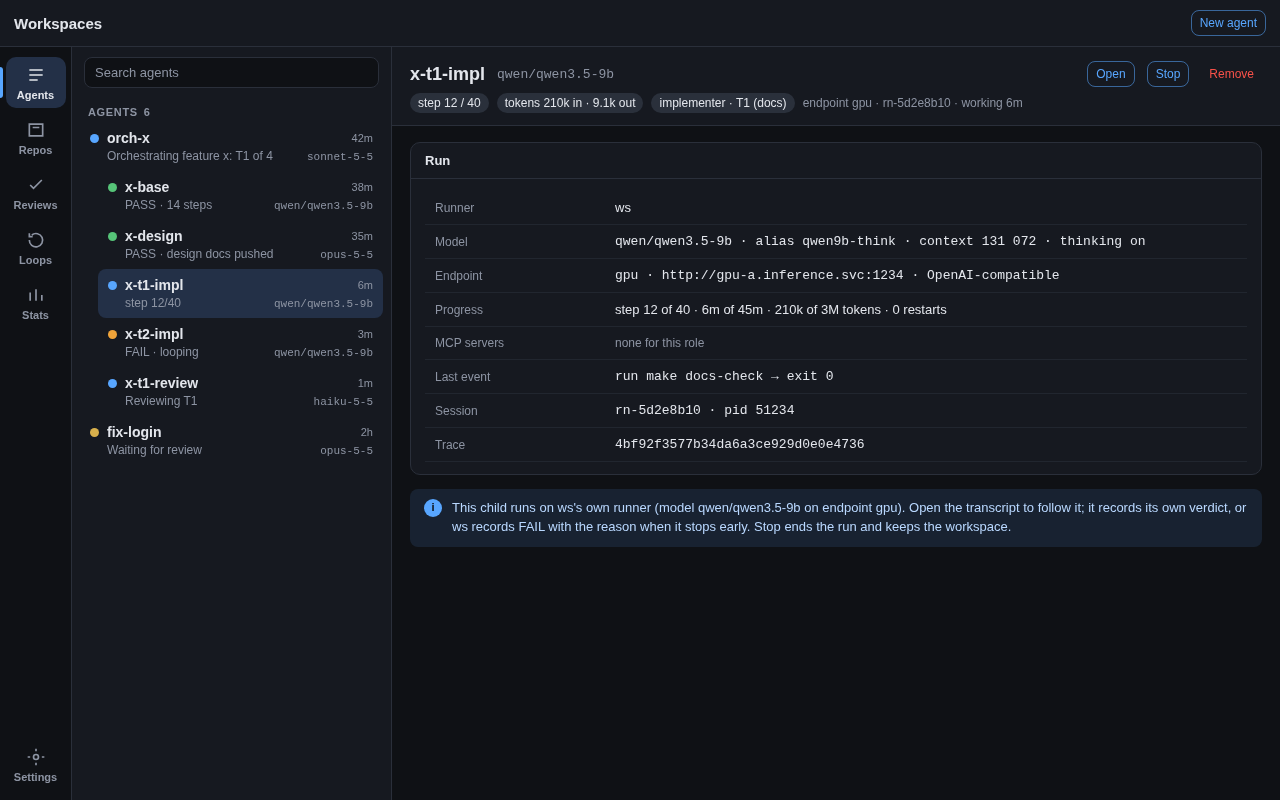 Workspaces
New agent
Agents
Repos
Reviews
Loops
Stats
Settings
Search agents
AGENTS 6
orch-x 42m
Orchestrating feature x: T1 of 4 sonnet-5-5
x-base 38m
PASS · 14 steps qwen/qwen3.5-9b
x-design 35m
PASS · design docs pushed opus-5-5
x-t1-impl 6m
step 12/40 qwen/qwen3.5-9b
x-t2-impl 3m
FAIL · looping qwen/qwen3.5-9b
x-t1-review 1m
Reviewing T1 haiku-5-5
fix-login 2h
Waiting for review opus-5-5
x-t1-impl qwen/qwen3.5-9b
Open Stop Remove
step 12 / 40 tokens 210k in · 9.1k out implementer · T1 (docs) endpoint gpu · rn-5d2e8b10 · working 6m
Run
Runner ws
Model qwen/qwen3.5-9b · alias qwen9b-think · context 131 072 · thinking on
Endpoint gpu · http://gpu-a.inference.svc:1234 · OpenAI-compatible
Progress step 12 of 40 · 6m of 45m · 210k of 3M tokens · 0 restarts
MCP servers none for this role
Last event run make docs-check → exit 0
Session rn-5d2e8b10 · pid 51234
Trace 4bf92f3577b34da6a3ce929d0e0e4736
i
This child runs on ws's own runner (model qwen/qwen3.5-9b on endpoint gpu). Open the transcript to follow it; it records its own verdict, or
ws records FAIL with the reason when it stops early. Stop ends the run and keeps the workspace.